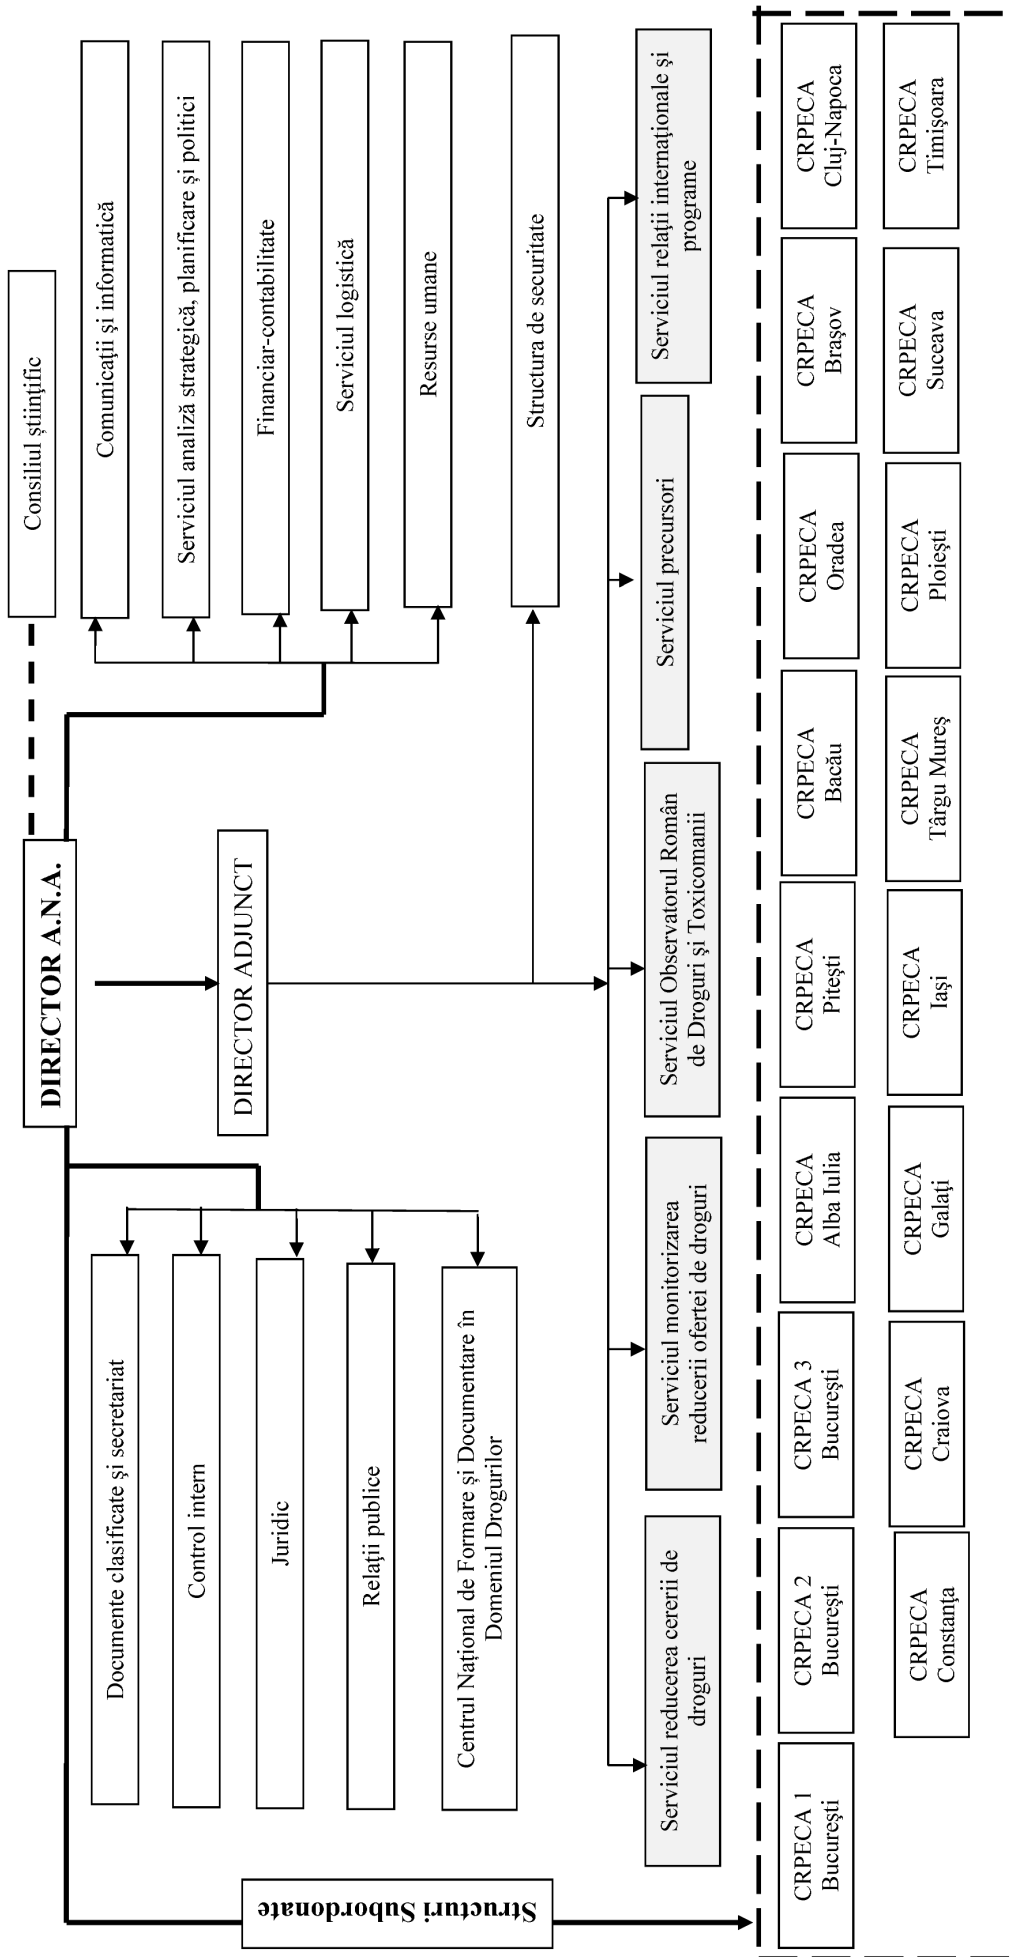 Consiliul științific
DIRECTOR A.N.A.
Comunicaţii şi informatică
Serviciul analiză strategică, planificare și politici
Financiar-contabilitate
Serviciul logistică
Resurse umane
DIRECTOR ADJUNCT
Structura de securitate
Documente clasificate şi secretariat
Control intern
Juridic
Relaţii publice
Centrul Național de Formare și Documentare în
Domeniul Drogurilor
Structuri Subordonate
Serviciul reducerea cererii de
droguri
Serviciul monitorizarea
reducerii ofertei de droguri
Serviciul Observatorul Român
de Droguri şi Toxicomanii
Serviciul precursori
Serviciul relaţii internaţionale şi
programe
CRPECA 1
Bucureşti
CRPECA 2
Bucureşti
CRPECA 3
Bucureşti
CRPECA
Alba Iulia
CRPECA
Piteşti
CRPECA
Bacău
CRPECA
Oradea
CRPECA
Braşov
CRPECA
Cluj-Napoca
CRPECA
Constanţa
CRPECA
Craiova
CRPECA
Galaţi
CRPECA
Iaşi
CRPECA
Târgu Mureş
CRPECA
Ploieşti
CRPECA
Suceava
CRPECA
Timişoara